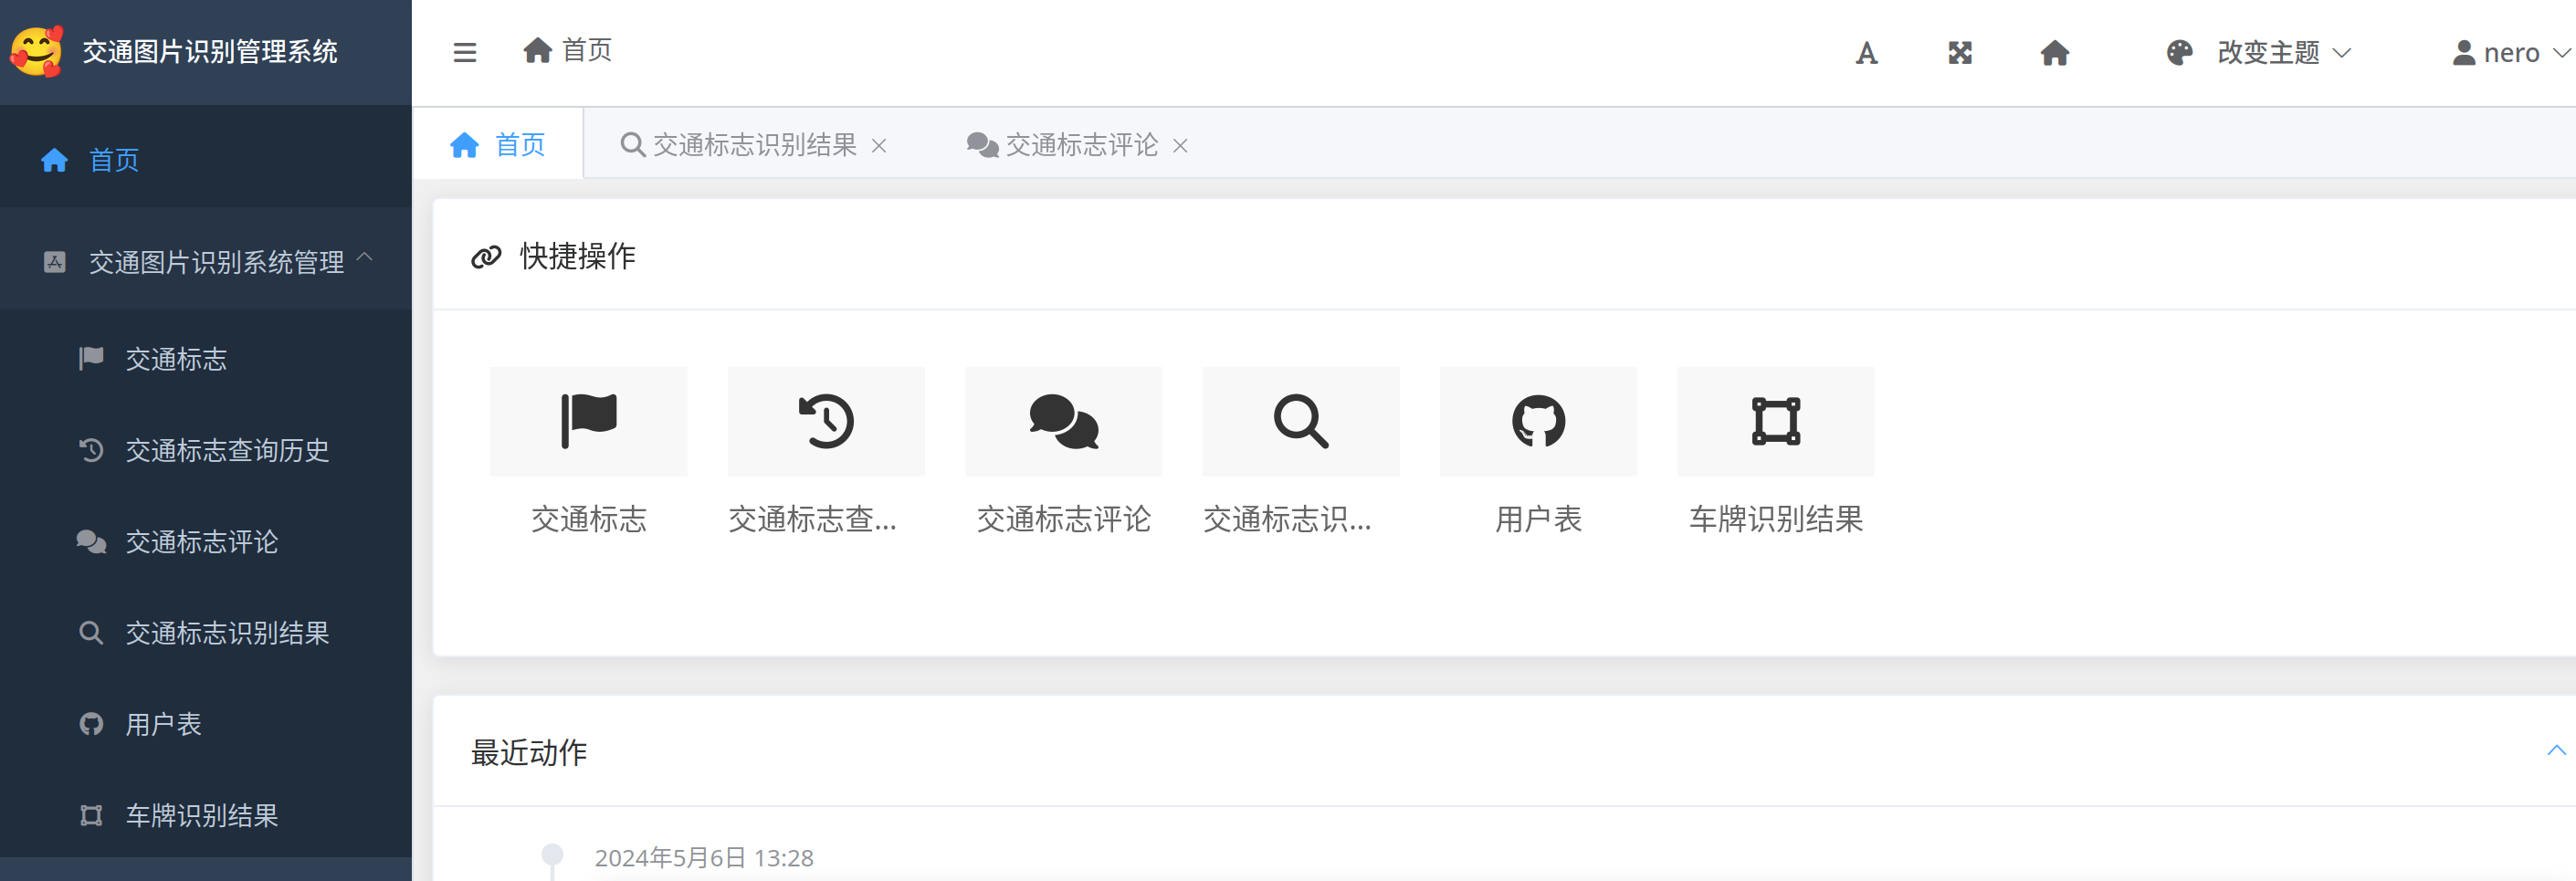 交通图片识别管理系统
首页
改变主题
nero
首页
交通标志识别结果
交通标志评论
首页
交通图片识别系统管理
交通标志
交通标志查询历史
交通标志评论
交通标志识别结果
用户表
车牌识别结果
快捷操作
交通标志
交通标志查...
交通标志评论
交通标志识...
用户表
车牌识别结果
最近动作
2024年5月6日 13:28